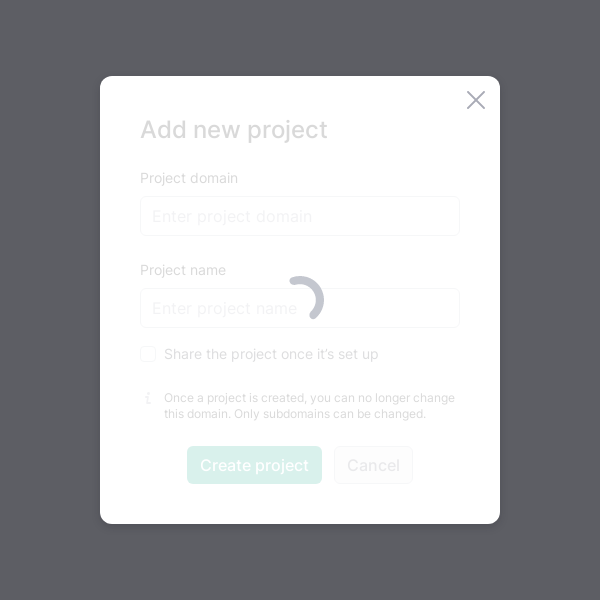 Add new project
Project domain
Enter project domain
Project name
Enter project name
Share the project once it’s set up
Once a project is created, you can no longer change
this domain. Only subdomains can be changed.
Create project
Cancel